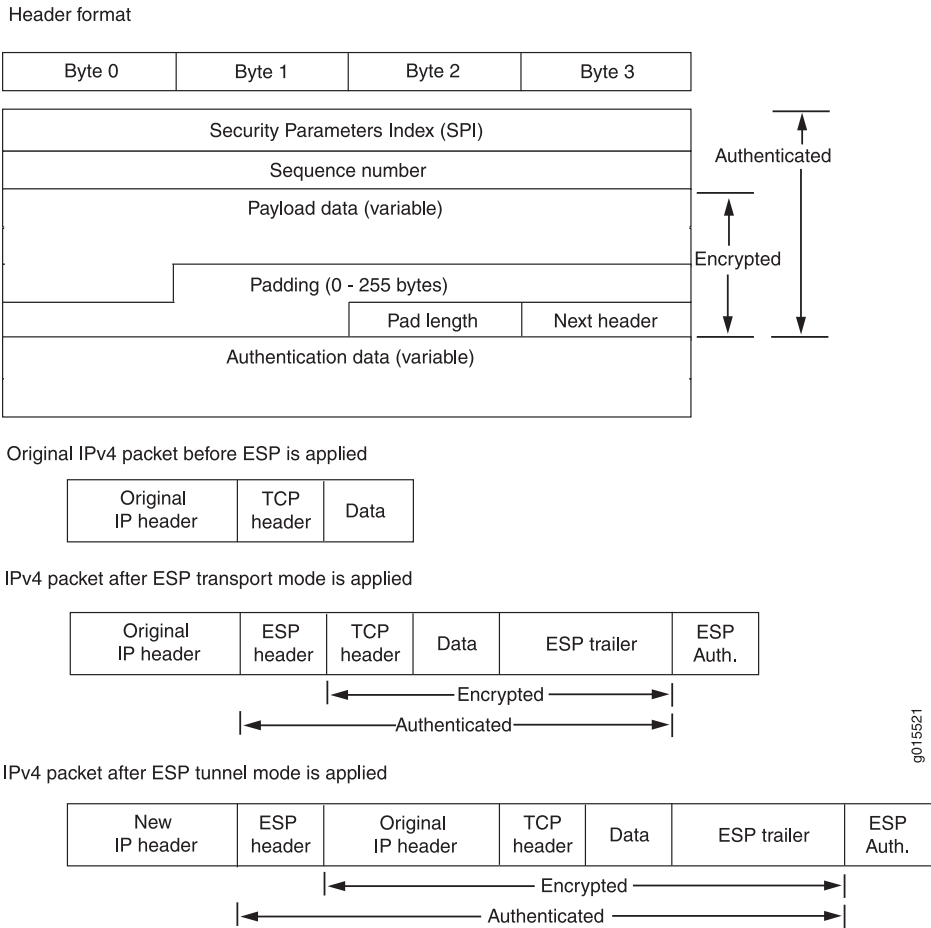 Header format
Byte 0 Byte 1 Byte 2 Byte 3
Security Parameters Index (SPI)
Authenticated
Sequence number
Payload data (variable)
Encrypted
Padding (0 - 255 bytes)
Pad length Next header
Authentication data (variable)
Original IPv4 packet before ESP is applied
Original TCP Data
IP header header
IPv4 packet after ESP transport mode is applied
Original ESP TCP Data ESP trailer ESP
IP header header header Auth.
Encrypted
Authenticated
g015521
IPv4 packet after ESP tunnel mode is applied
New ESP Original TCP Data ESP trailer ESP
IP header header IP header header Auth.
Encrypted
Authenticated